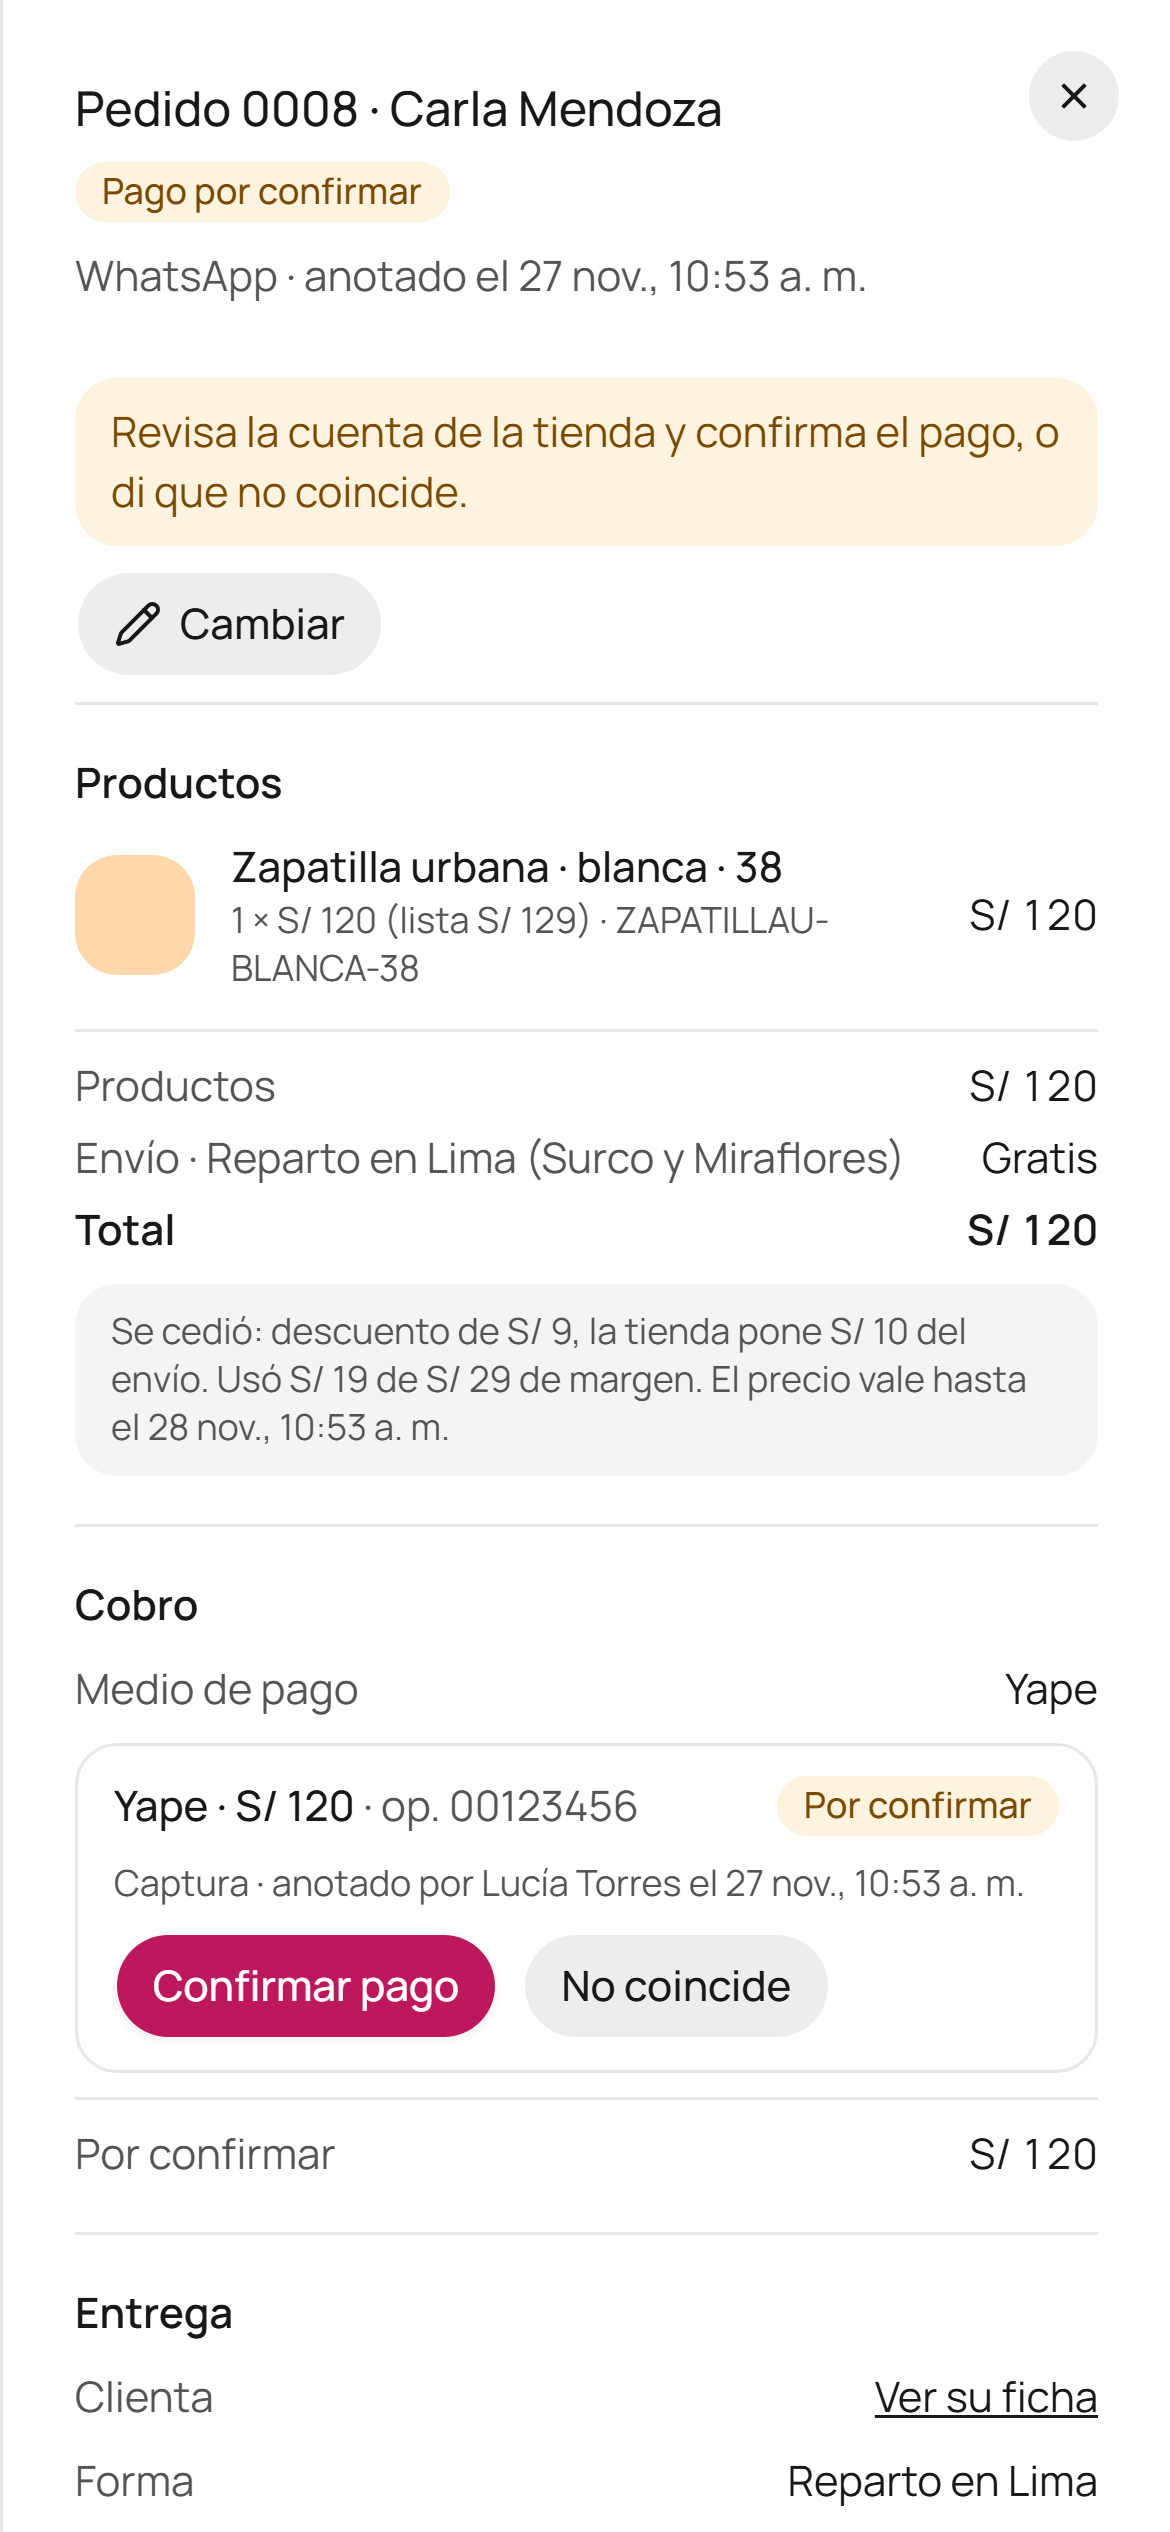 Pedido 0008 · Carla Mendoza
Pago por confirmar
WhatsApp · anotado el 27 nov., 10:53 a. m.
Revisa la cuenta de la tienda y confirma el pago, o
di que no coincide.
Cambiar
Productos
Zapatilla urbana · blanca · 38
1 × S/ 120 (lista S/ 129) · ZAPATILLAU-
BLANCA-38
S/ 120
Productos S/ 120
Envío · Reparto en Lima (Surco y Miraflores) Gratis
Total S/ 120
Se cedió: descuento de S/ 9, la tienda pone S/ 10 del
envío. Usó S/ 19 de S/ 29 de margen. El precio vale hasta
el 28 nov., 10:53 a. m.
Cobro
Medio de pago Yape
Yape · S/ 120 · op. 00123456 Por confirmar
Captura · anotado por Lucía Torres el 27 nov., 10:53 a. m.
Confirmar pago No coincide
Por confirmar S/ 120
Entrega
Clienta Ver su ficha
Forma Reparto en Lima